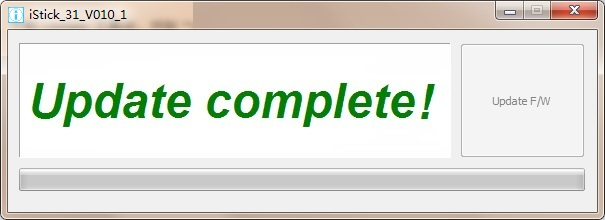 iStick_31_V010_1
Update complete!
Update F/W